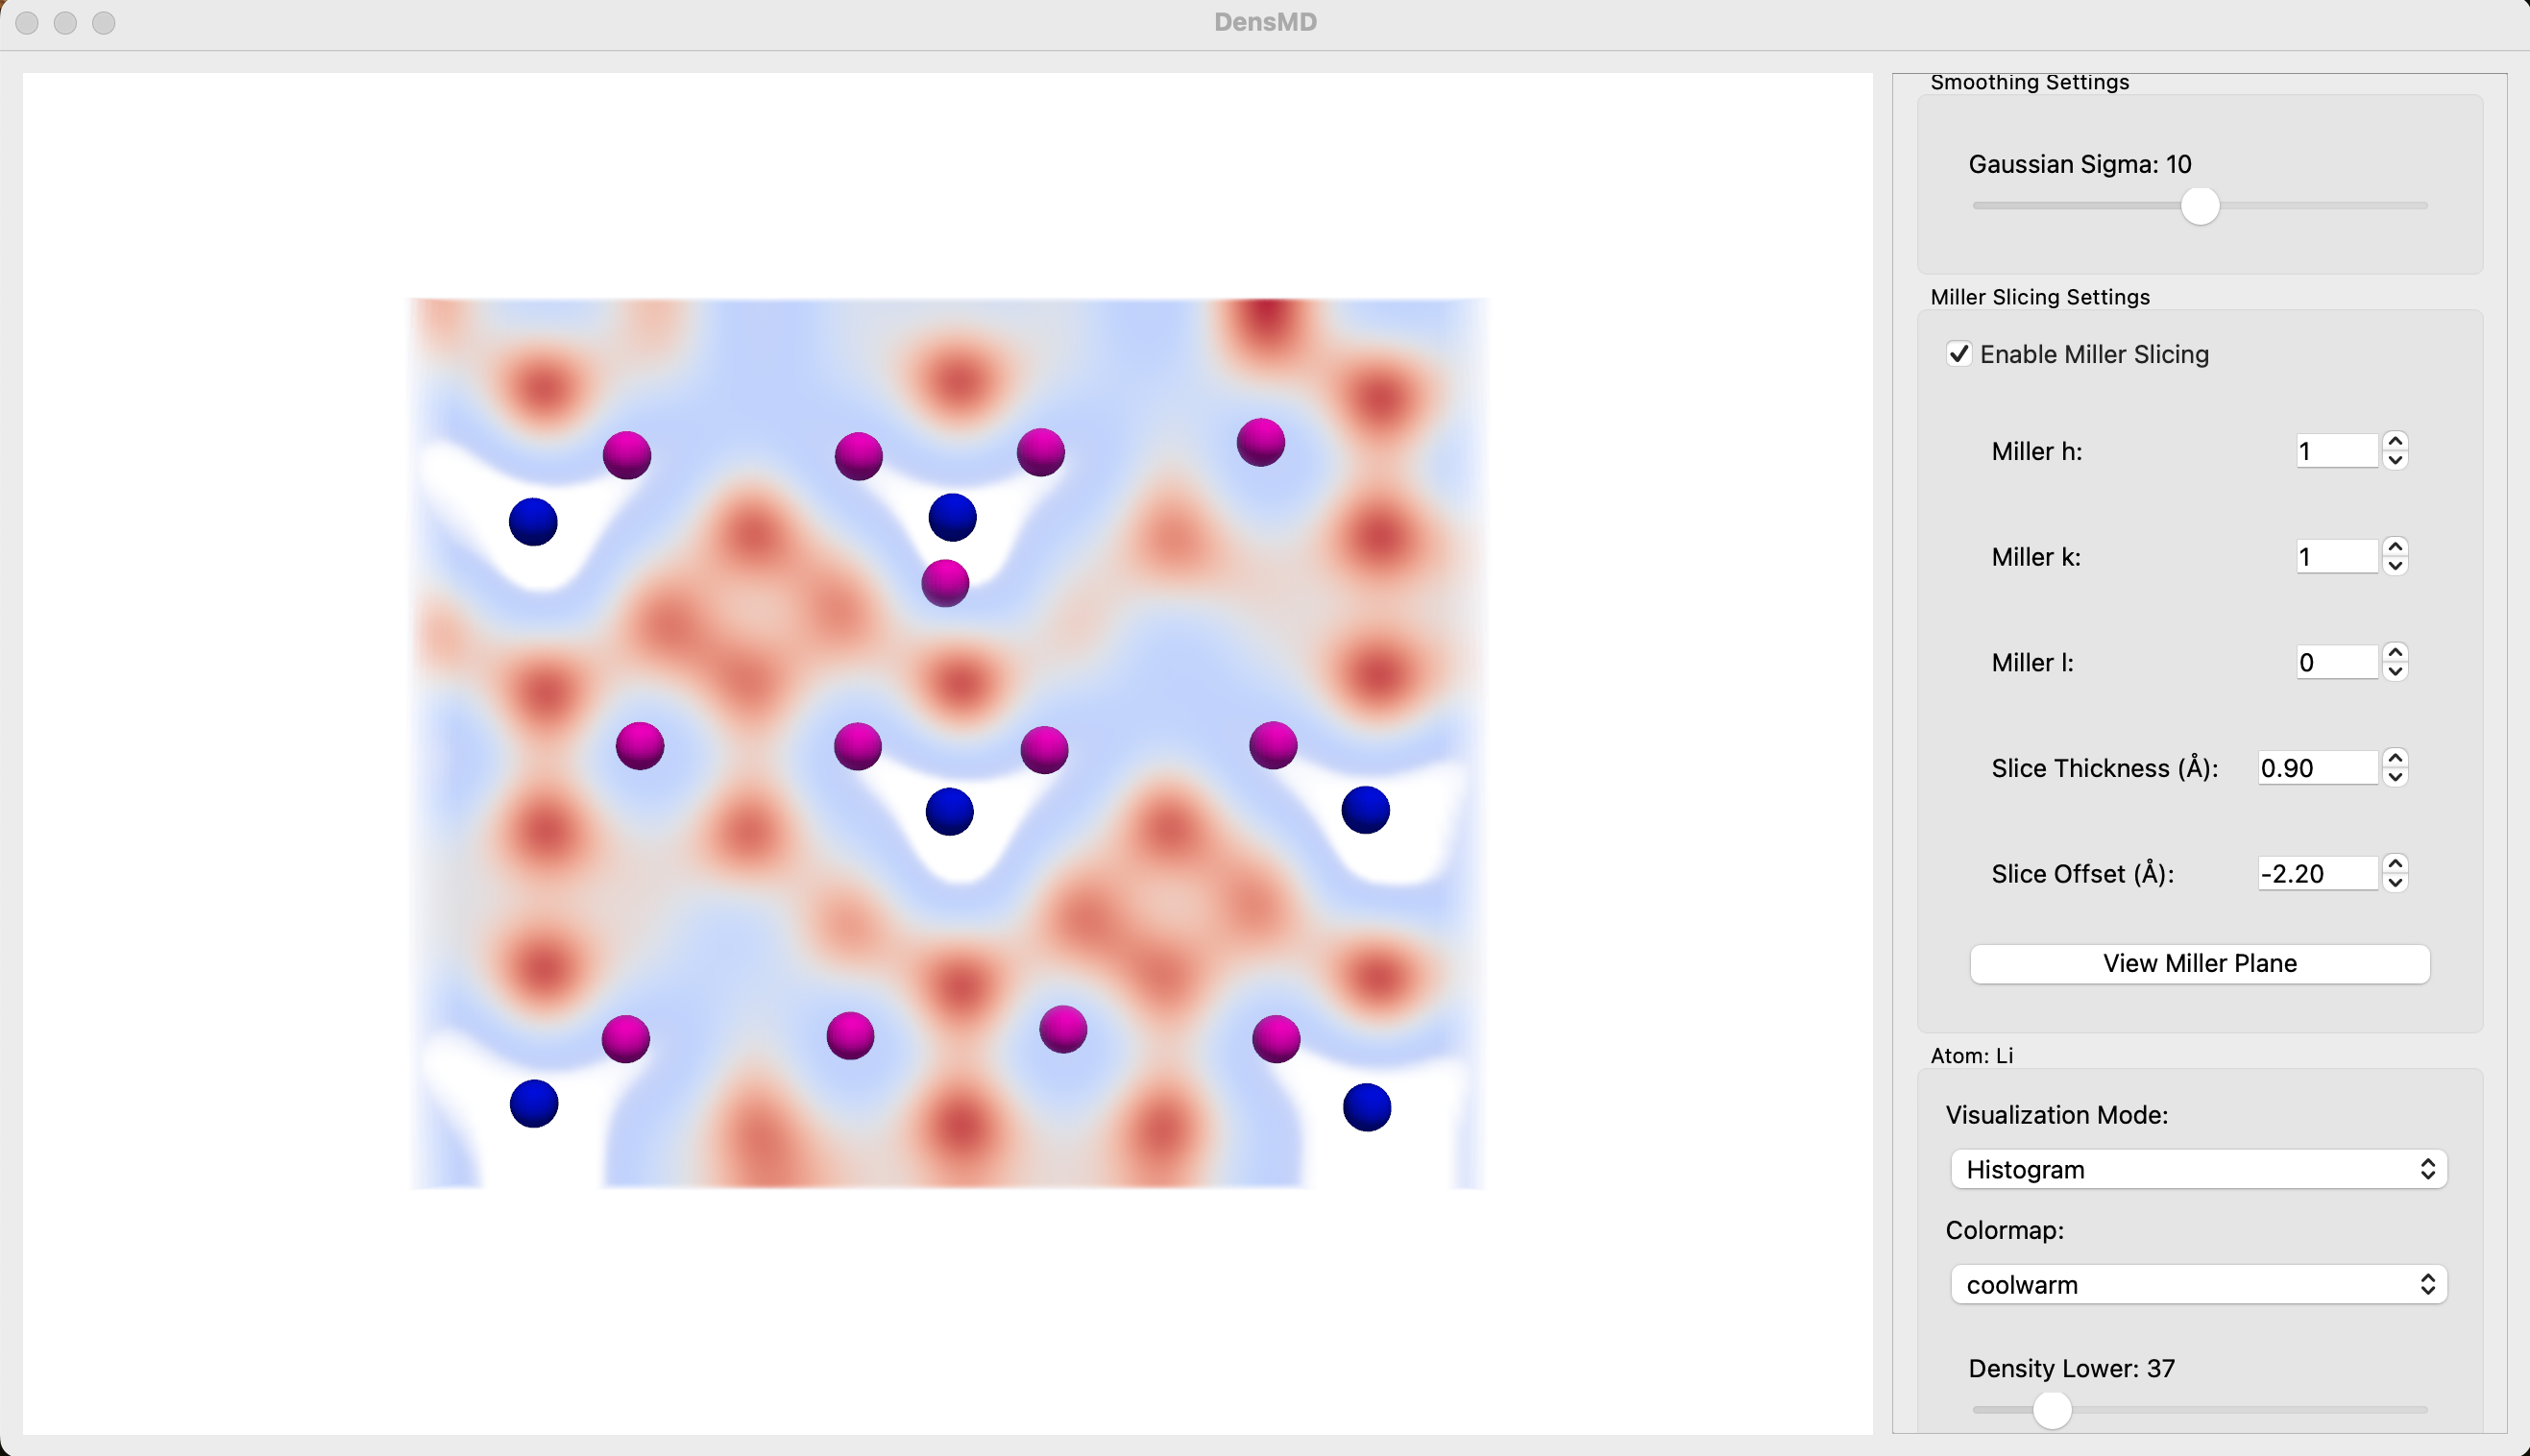 DensMD
Smoothing Settings
Gaussian Sigma: 10
Miller Slicing Settings
Enable Miller Slicing
Miller h: 1
Miller k: 1
Miller l: 0
Slice Thickness (Å): 0.90
Slice Offset (Å): -2.20
View Miller Plane
Atom: Li
Visualization Mode:
Histogram
Colormap:
coolwarm
Density Lower: 37